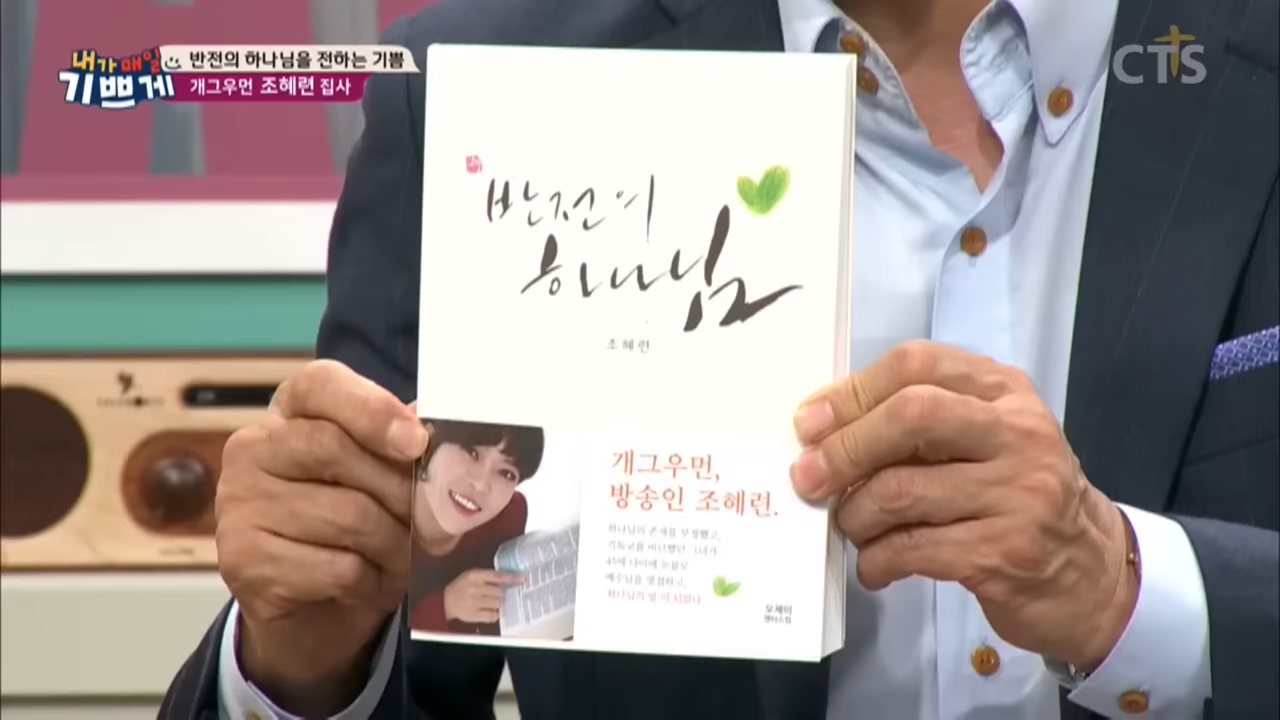 내가 매일
기쁘게
반전의 하나님을 전하는 기쁨
개그우먼 조혜련 집사
CTS
반전의
하나님
조혜련
개그우먼,
방송인 조혜련.
하나님의 존재를 부정했고,
기독교를 비난했던 그녀가
45세 나이에 눈물로
예수님을 영접하고,
하나님의 딸이 되었다
오제이
엔터스컴